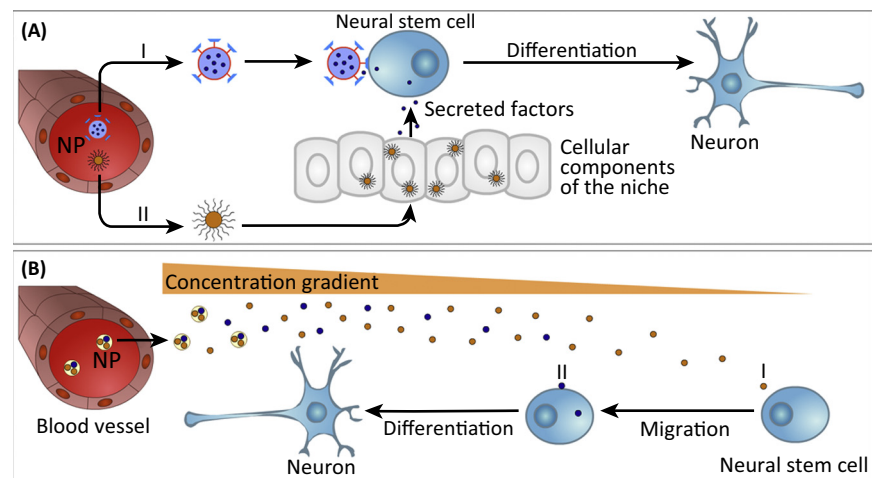 (A)
Neural stem cell
I
Differentiation
NP
Secreted factors
Neuron
Cellular
components
of the niche
II
(B)
Concentration gradient
NP
II
I
Blood vessel
Differentiation
Migration
Neuron
Neural stem cell